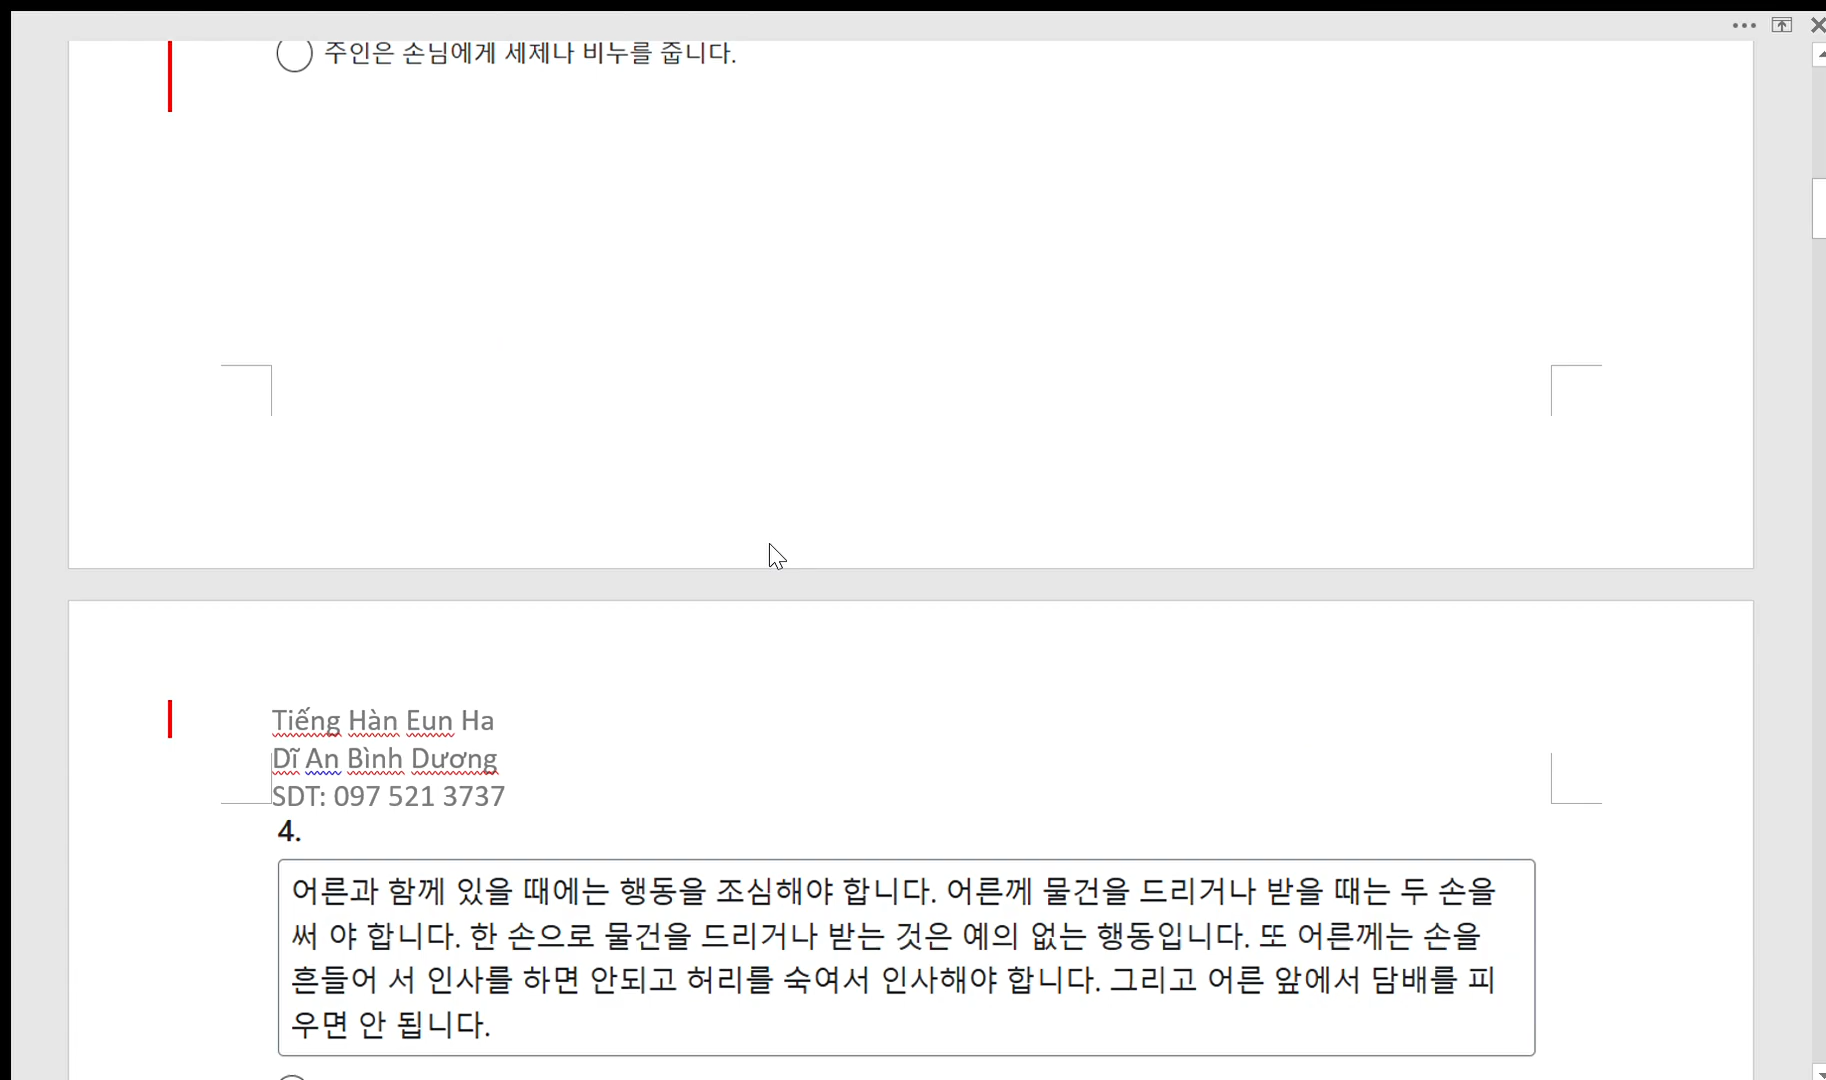 주인은 손님에게 세제나 비누를 줍니다.
Tiếng Hàn Eun Ha
Dĩ An Bình Dương
SDT: 097 521 3737
4.
어른과 함께 있을 때에는 행동을 조심해야 합니다. 어른께 물건을 드리거나 받을 때는 두 손을
써 야 합니다. 한 손으로 물건을 드리거나 받는 것은 예의 없는 행동입니다. 또 어른께는 손을
흔들어 서 인사를 하면 안되고 허리를 숙여서 인사해야 합니다. 그리고 어른 앞에서 담배를 피
우면 안 됩니다.